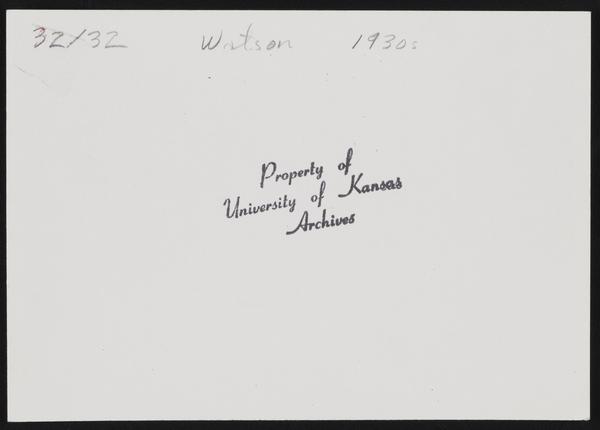 32/32 Watson 1930s
Property of
University of Kansas
Archives